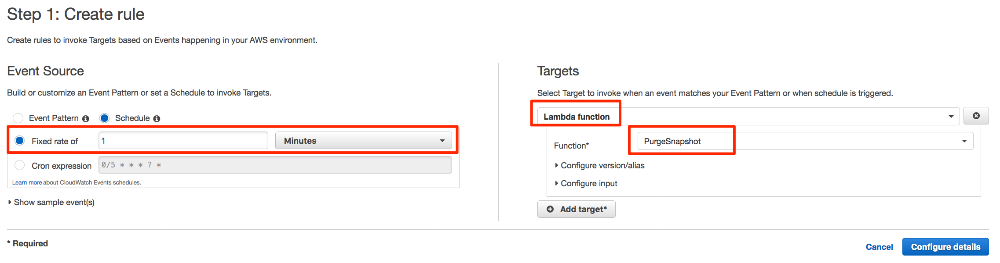 Step 1: Create rule
Create rules to invoke Targets based on Events happening in your AWS environment.
Event Source
Build or customize an Event Pattern or set a Schedule to invoke Targets.
Event Pattern Schedule
Fixed rate of 1 Minutes
Cron expression 0/5 * * * ? *
Learn more about CloudWatch Events schedules.
Show sample event(s)
Targets
Select Target to invoke when an event matches your Event Pattern or when schedule is triggered.
Lambda function
Function* PurgeSnapshot
Configure version/alias
Configure input
Add target*
* Required
Cancel Configure details